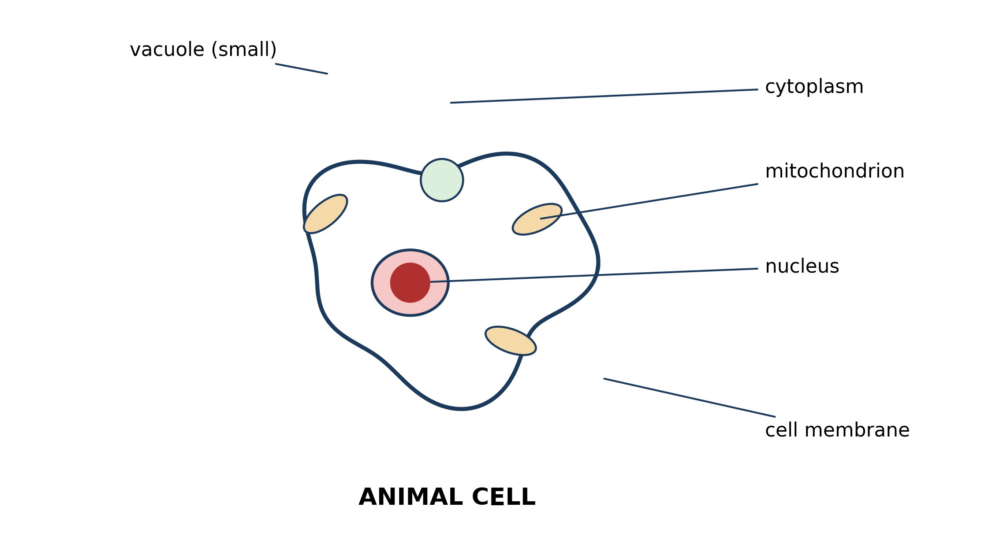 vacuole (small)
cytoplasm
mitochondrion
nucleus
cell membrane
ANIMAL CELL